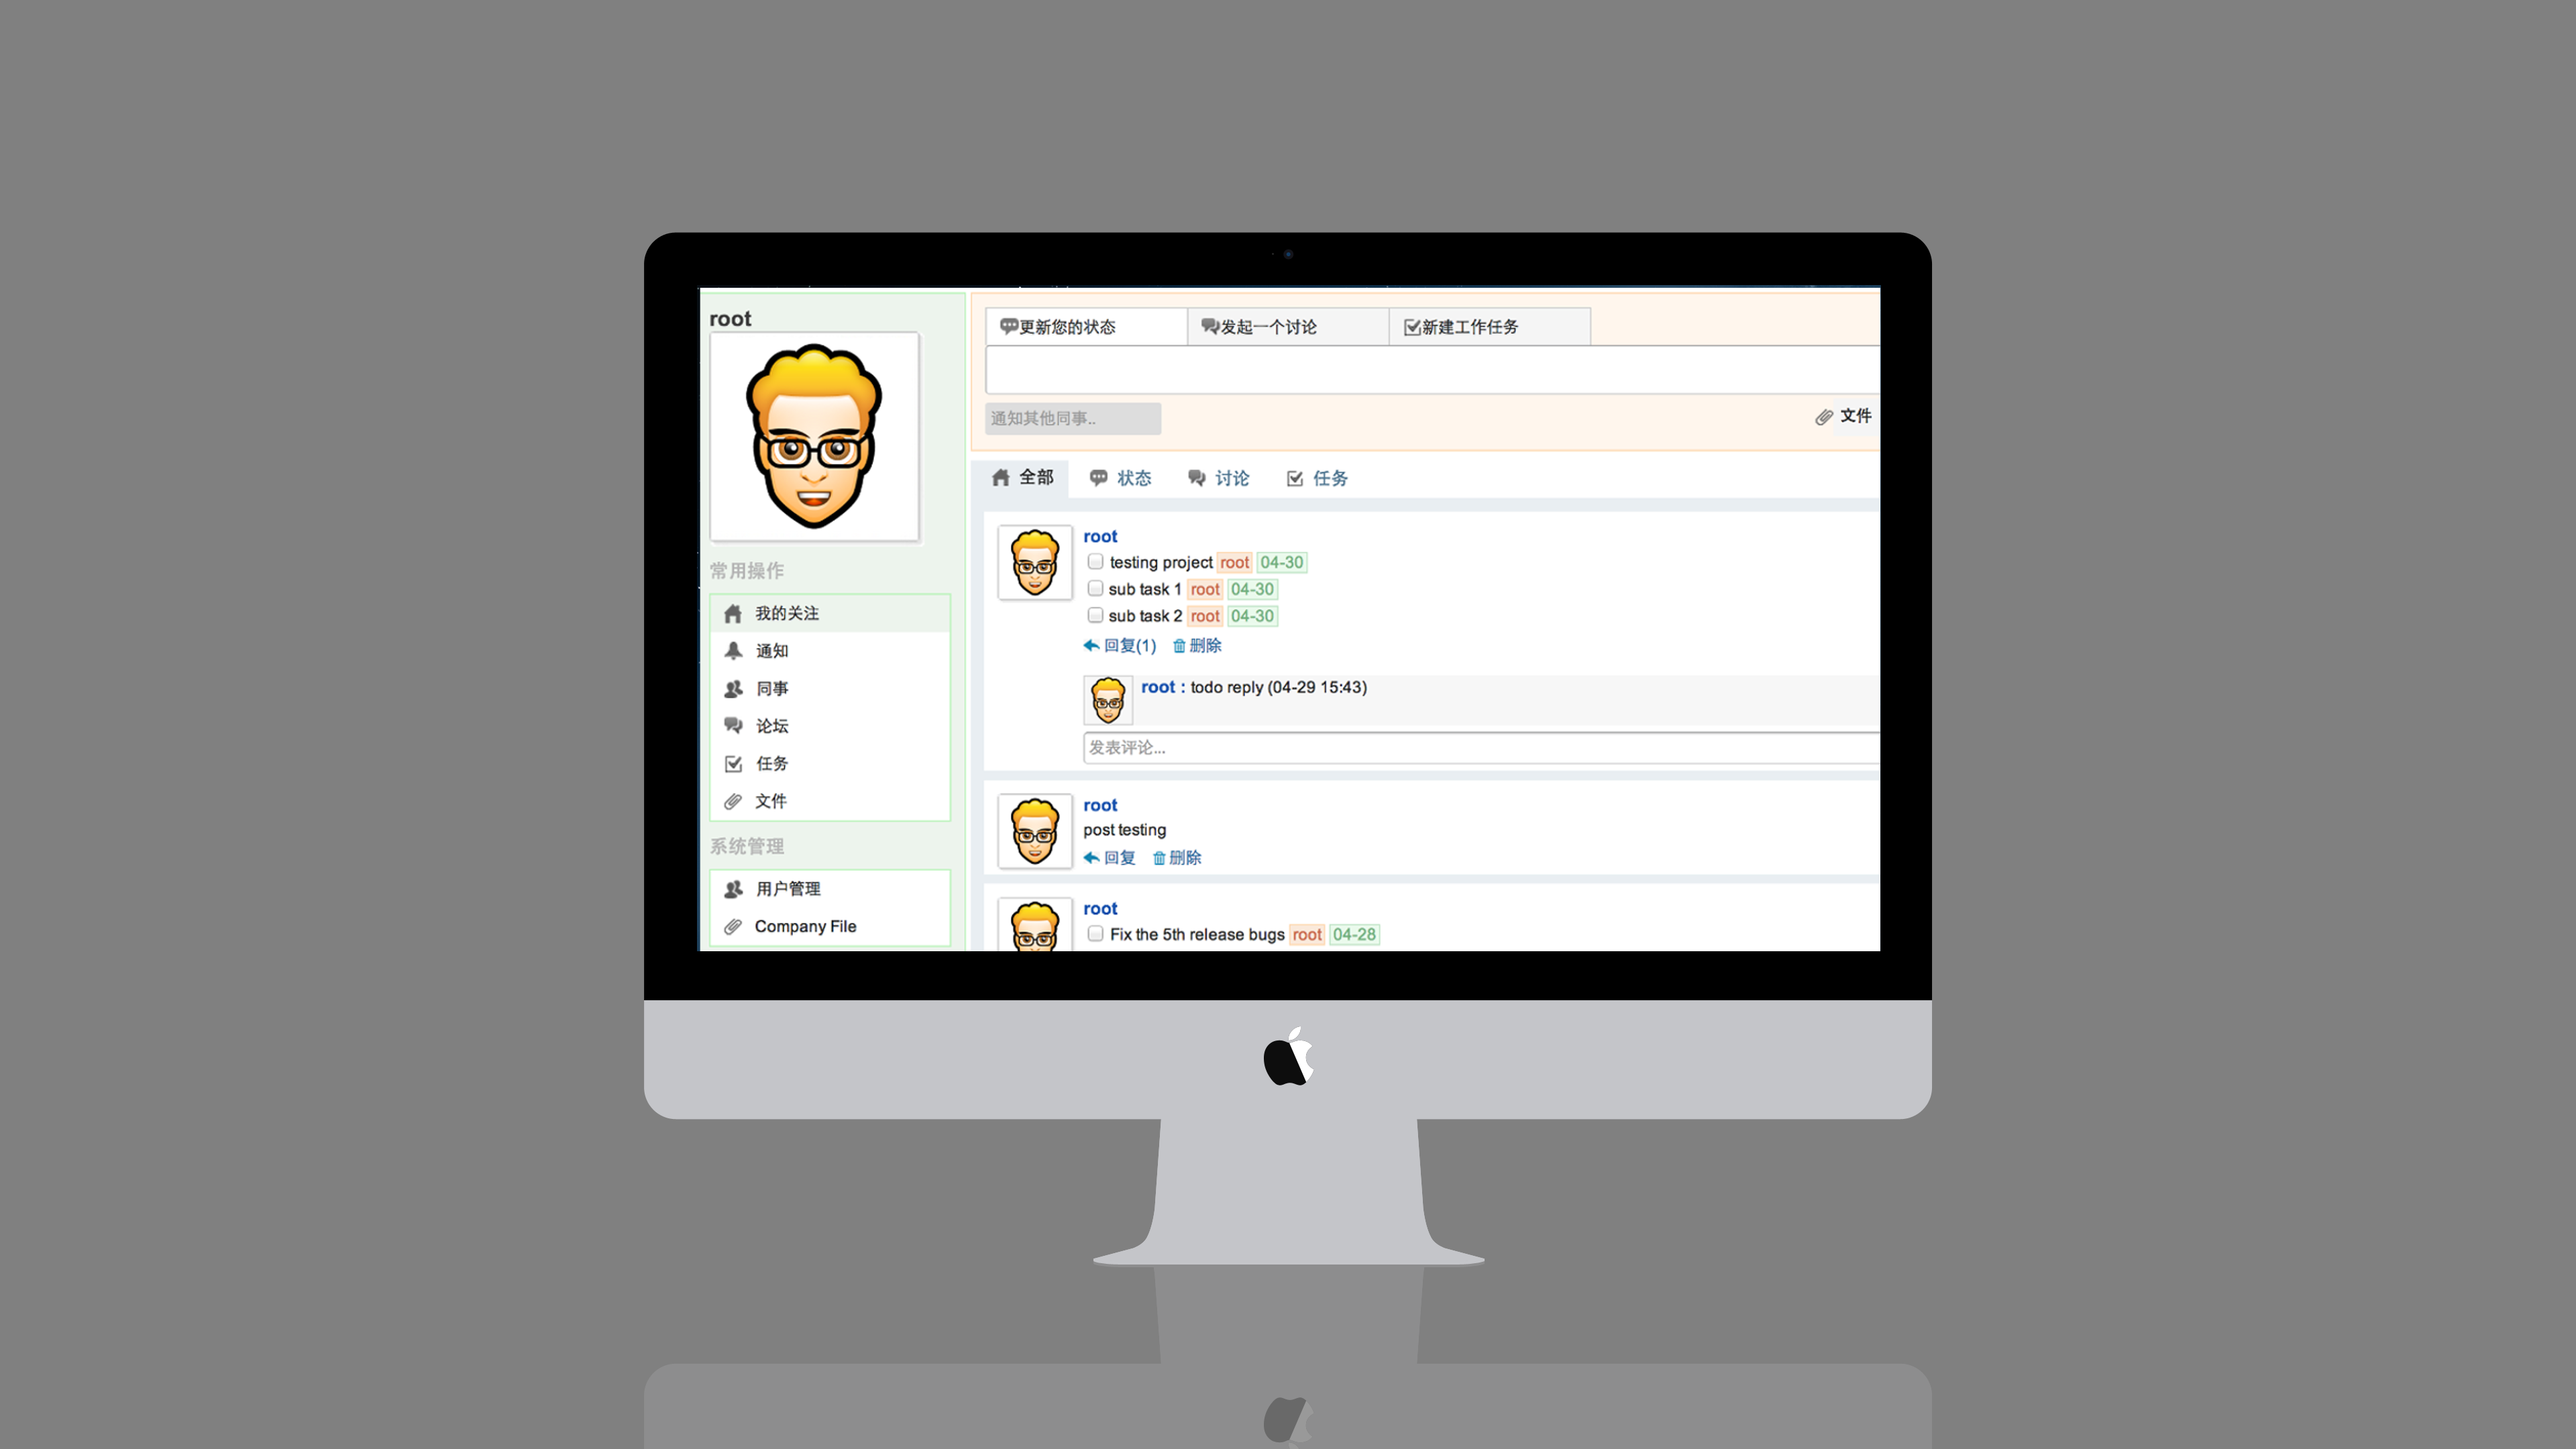 root
常用操作
我的关注
通知
同事
论坛
任务
文件
系统管理
用户管理
Company File
更新您的状态 发起一个讨论 新建工作任务
通知其他同事.. 文件
全部 状态 讨论 任务
root
testing project root 04-30
sub task 1 root 04-30
sub task 2 root 04-30
回复(1) 删除
root : todo reply (04-29 15:43)
发表评论...
root
post testing
回复 删除
root
Fix the 5th release bugs root 04-28